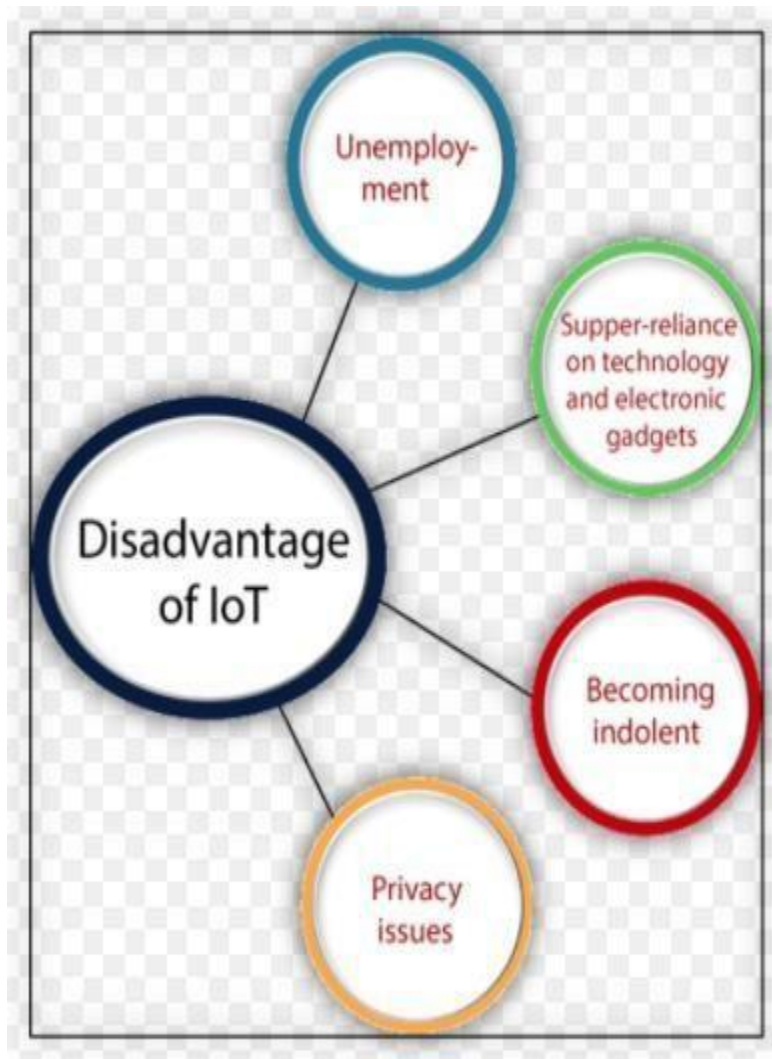 Unemploy-
ment
Supper-reliance
on technology
and electronic
gadgets
Disadvantage
of IoT
Becoming
indolent
Privacy
issues